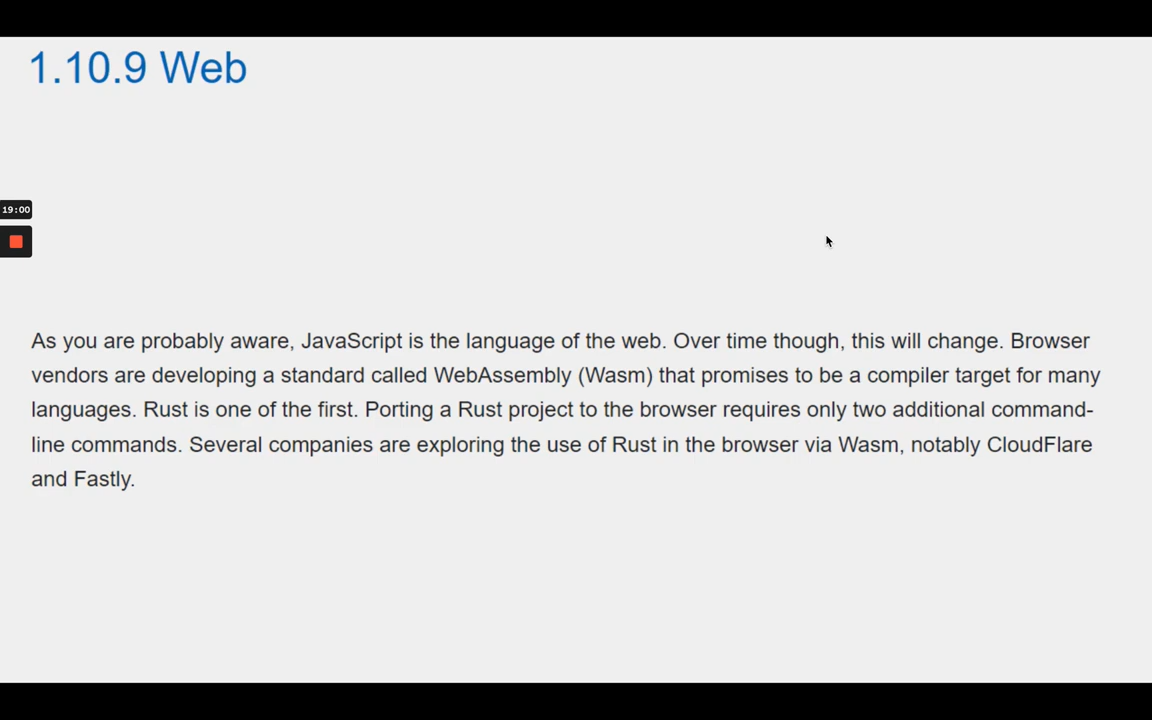 1.10.9 Web
19:00
As you are probably aware, JavaScript is the language of the web. Over time though, this will change. Browser
vendors are developing a standard called WebAssembly (Wasm) that promises to be a compiler target for many
languages. Rust is one of the first. Porting a Rust project to the browser requires only two additional command-
line commands. Several companies are exploring the use of Rust in the browser via Wasm, notably CloudFlare
and Fastly.